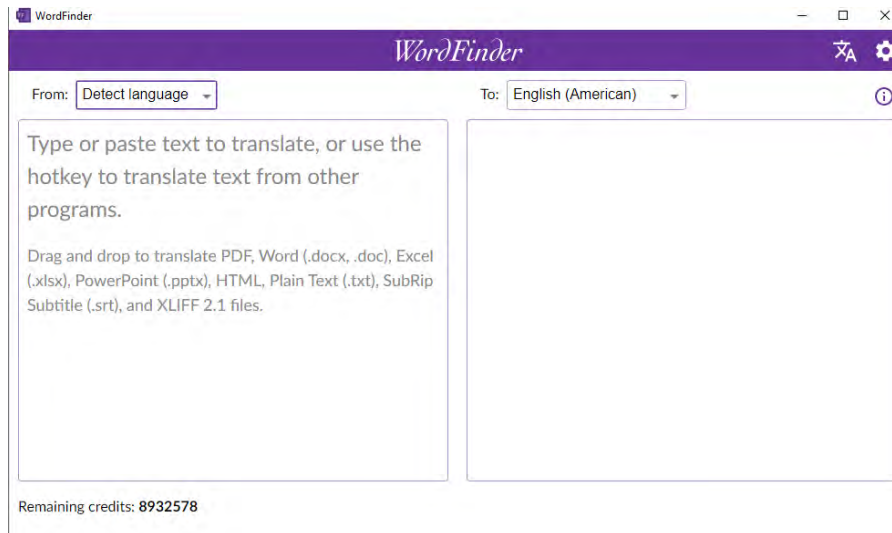 WordFinder
WordFinder
From: Detect language
To: English (American)
Type or paste text to translate, or use the
hotkey to translate text from other
programs.
Drag and drop to translate PDF, Word (.docx, .doc), Excel
(.xlsx), PowerPoint (.pptx), HTML, Plain Text (.txt), SubRip
Subtitle (.srt), and XLIFF 2.1 files.
Remaining credits: 8932578